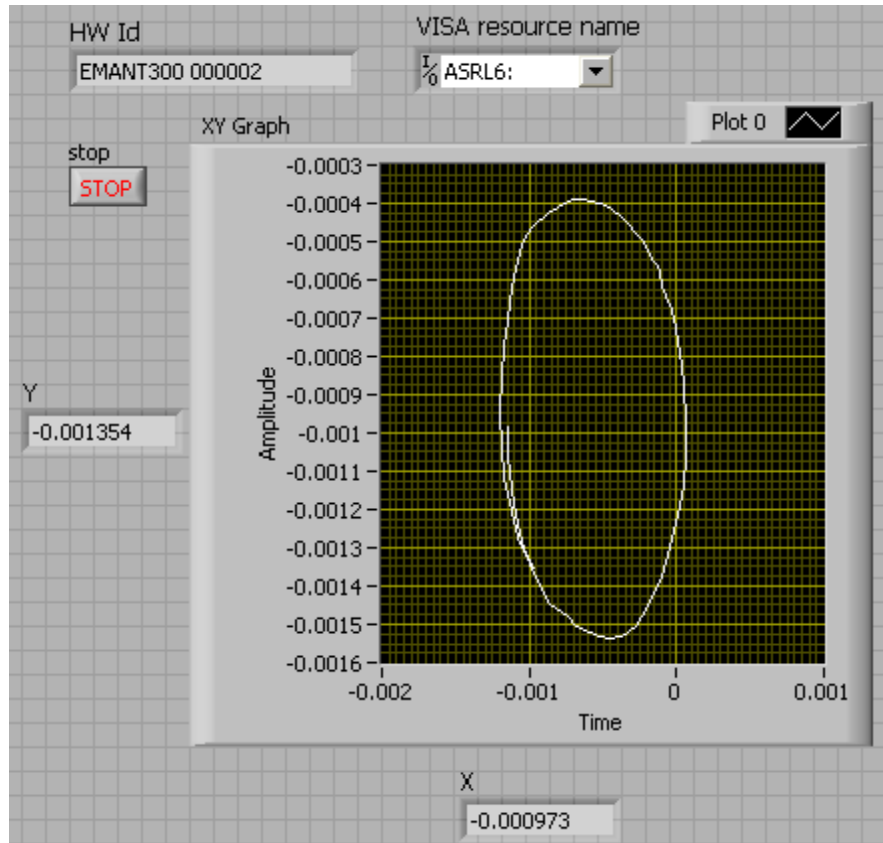 HW Id
VISA resource name
EMANT300 000002
I/O ASRL6:
XY Graph
Plot 0
stop
STOP
-0.0003
-0.0004
-0.0005
-0.0006
-0.0007
-0.0008
-0.0009
-0.001
-0.0011
-0.0012
-0.0013
-0.0014
-0.0015
-0.0016
Amplitude
Y
-0.001354
-0.002
-0.001
0
0.001
Time
X
-0.000973